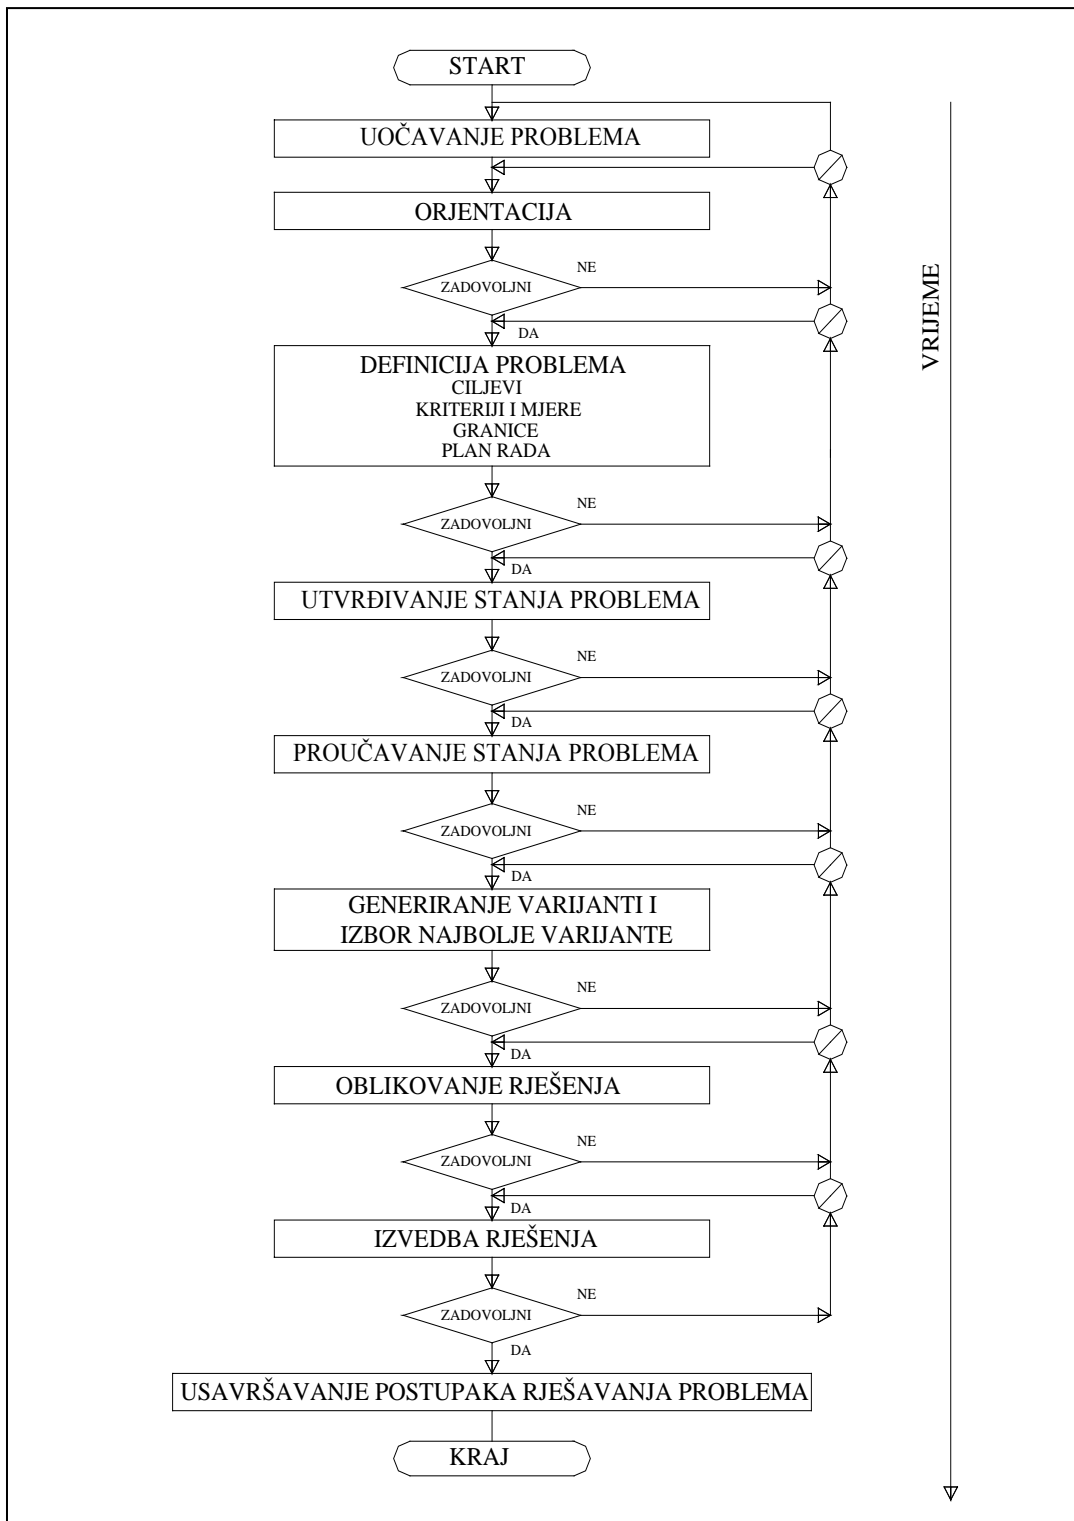 START
UOČAVANJE PROBLEMA
ORJENTACIJA
ZADOVOLJNI
NE
DA
VRIJEME
DEFINICIJA PROBLEMA
CILJEVI
KRITERIJI I MJERE
GRANICE
PLAN RADA
ZADOVOLJNI
NE
DA
UTVRĐIVANJE STANJA PROBLEMA
ZADOVOLJNI
NE
DA
PROUČAVANJE STANJA PROBLEMA
ZADOVOLJNI
NE
DA
GENERIRANJE VARIJANTI I
IZBOR NAJBOLJE VARIJANTE
ZADOVOLJNI
NE
DA
OBLIKOVANJE RJEŠENJA
ZADOVOLJNI
NE
DA
IZVEDBA RJEŠENJA
ZADOVOLJNI
NE
DA
USAVRŠAVANJE POSTUPAKA RJEŠAVANJA PROBLEMA
KRAJ